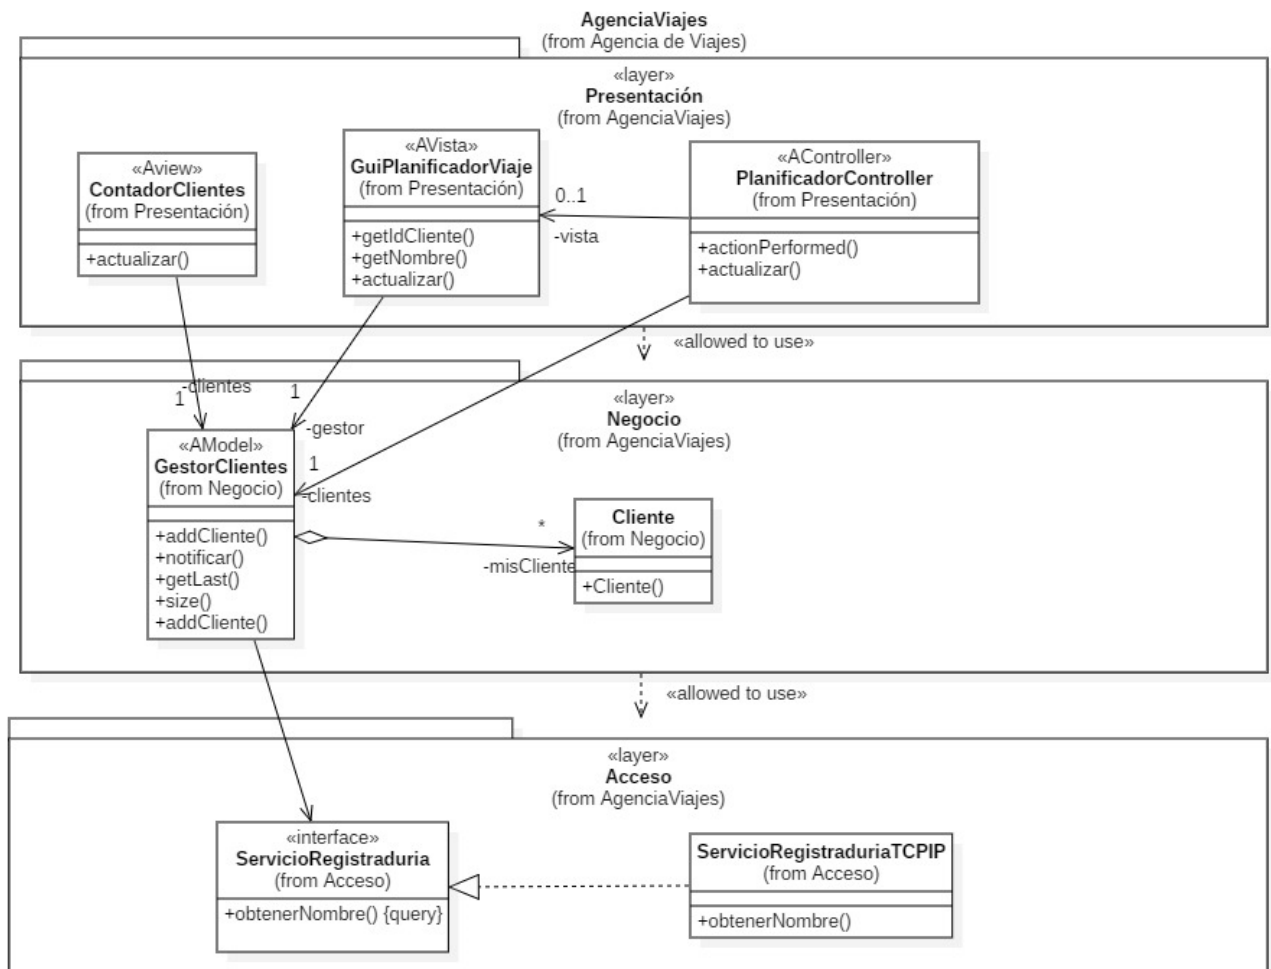 AgenciaViajes
(from Agencia de Viajes)
«layer»
Presentación
(from AgenciaViajes)
«Aview»
ContadorClientes
(from Presentación)
+actualizar()
«AVista»
GuiPlanificadorViaje
(from Presentación)
+getIdCliente()
+getNombre()
+actualizar()
0..1
-vista
«AController»
PlanificadorController
(from Presentación)
+actionPerformed()
+actualizar()
«allowed to use»
-clientes
1
1
-gestor
1
-clientes
«layer»
Negocio
(from AgenciaViajes)
«AModel»
GestorClientes
(from Negocio)
+addCliente()
+notificar()
+getLast()
+size()
+addCliente()
*
-misCliente
Cliente
(from Negocio)
+Cliente()
«allowed to use»
«layer»
Acceso
(from AgenciaViajes)
«interface»
ServicioRegistraduria
(from Acceso)
+obtenerNombre() {query}
ServicioRegistraduriaTCPIP
(from Acceso)
+obtenerNombre()